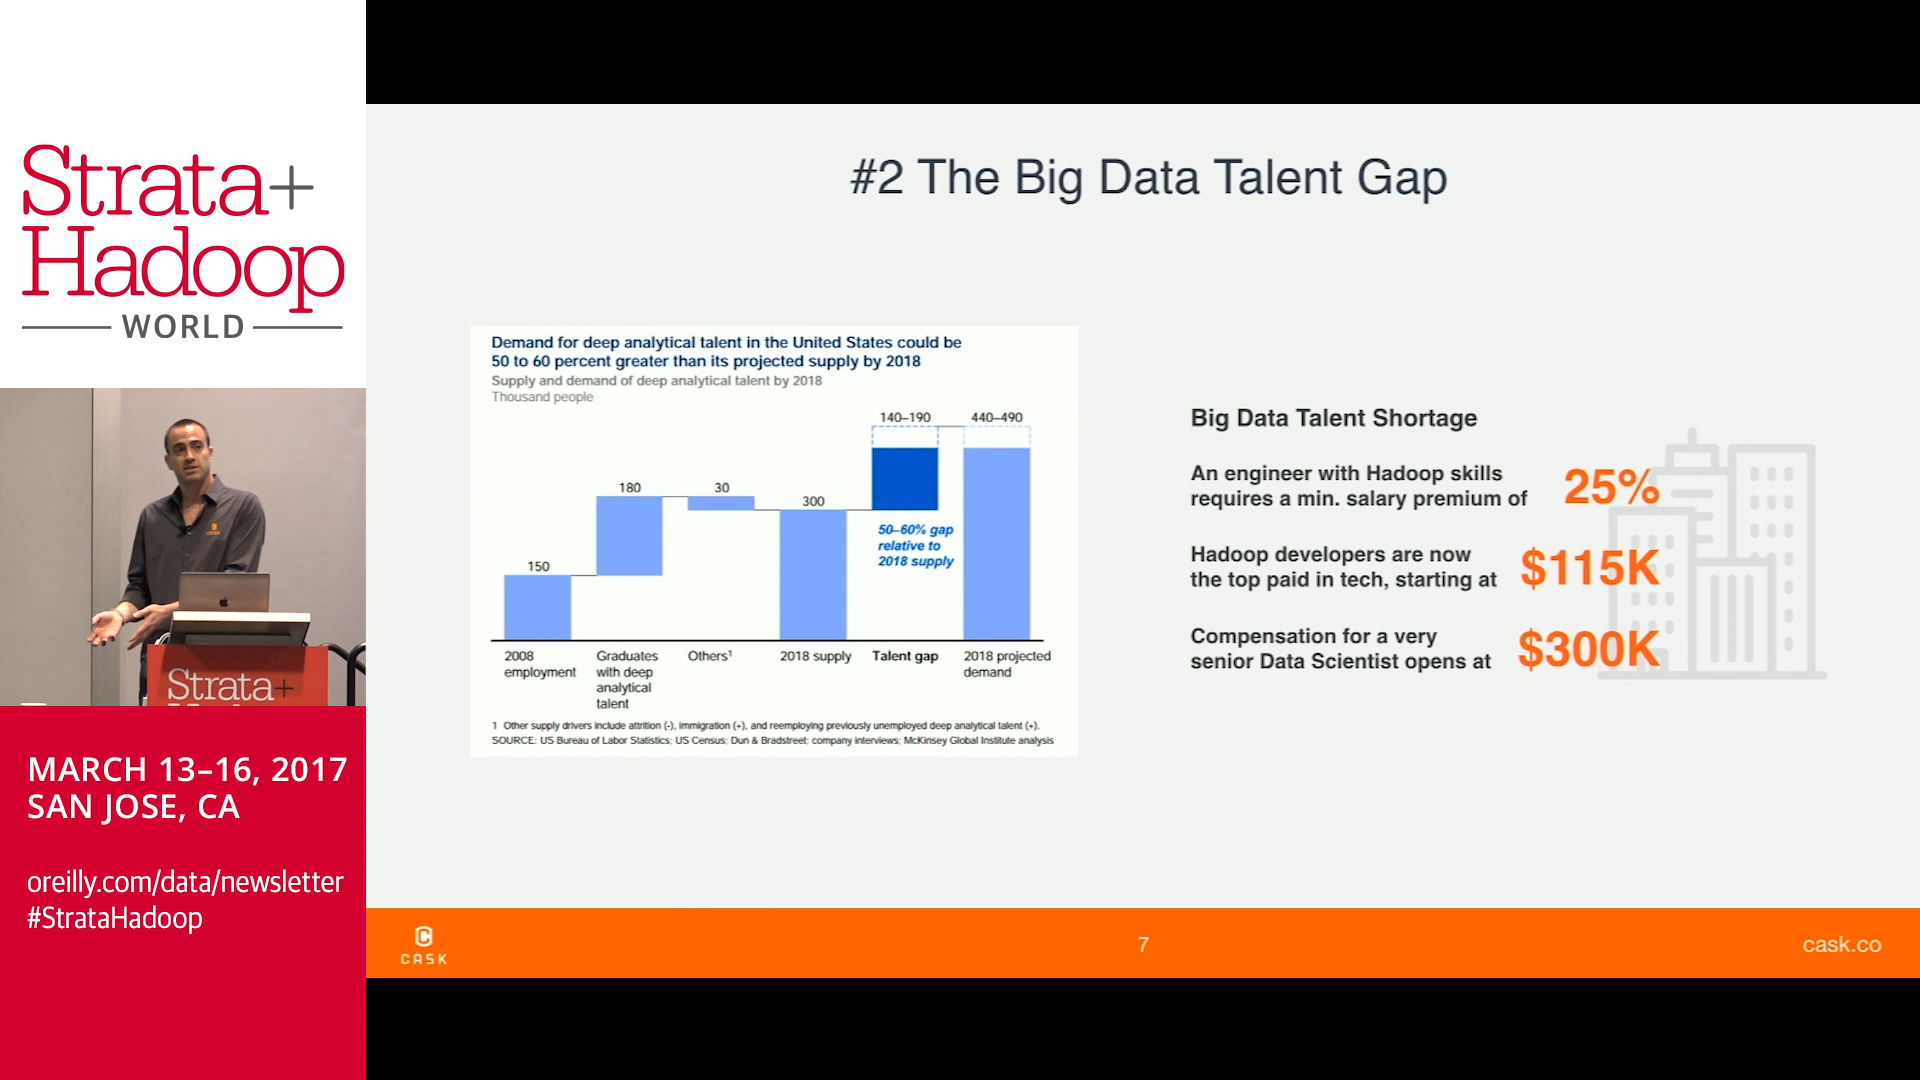 Strata+
Hadoop
WORLD
Strata+
MARCH 13–16, 2017
SAN JOSE, CA
oreilly.com/data/newsletter
#StrataHadoop
#2 The Big Data Talent Gap
Demand for deep analytical talent in the United States could be
50 to 60 percent greater than its projected supply by 2018
Supply and demand of deep analytical talent by 2018
Thousand people
150
180
30
300
140–190
440–490
50–60% gap
relative to
2018 supply
2008
employment
Graduates
with deep
analytical
talent
Others¹
2018 supply
Talent gap
2018 projected
demand
1 Other supply drivers include attrition (-), immigration (+), and reemploying previously unemployed deep analytical talent (+).
SOURCE: US Bureau of Labor Statistics; US Census; Dun & Bradstreet; company interviews; McKinsey Global Institute analysis
Big Data Talent Shortage
An engineer with Hadoop skills
requires a min. salary premium of 25%
Hadoop developers are now
the top paid in tech, starting at $115K
Compensation for a very
senior Data Scientist opens at $300K
CASK
7
cask.co